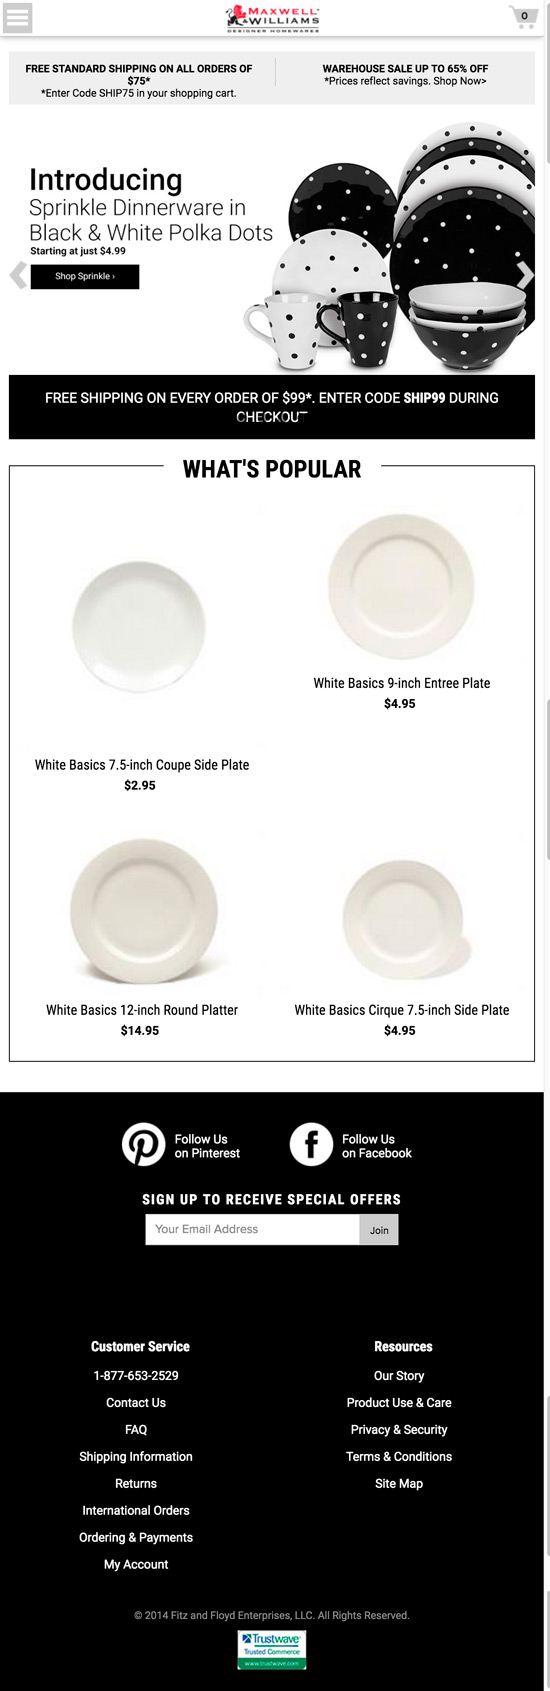 MAXWELL®
& WILLIAMS
DESIGNER HOMEWARES
0
FREE STANDARD SHIPPING ON ALL ORDERS OF
$75*
*Enter Code SHIP75 in your shopping cart.
WAREHOUSE SALE UP TO 65% OFF
*Prices reflect savings. Shop Now>
Introducing
Sprinkle Dinnerware in
Black & White Polka Dots
Starting at just $4.99
Shop Sprinkle ›
FREE SHIPPING ON EVERY ORDER OF $99*. ENTER CODE SHIP99 DURING
CHECKOUT
WHAT'S POPULAR
White Basics 9-inch Entree Plate
$4.95
White Basics 7.5-inch Coupe Side Plate
$2.95
White Basics 12-inch Round Platter
$14.95
White Basics Cirque 7.5-inch Side Plate
$4.95
Follow Us
on Pinterest
Follow Us
on Facebook
SIGN UP TO RECEIVE SPECIAL OFFERS
Your Email Address
Join
Customer Service
1-877-653-2529
Contact Us
FAQ
Shipping Information
Returns
International Orders
Ordering & Payments
My Account
Resources
Our Story
Product Use & Care
Privacy & Security
Terms & Conditions
Site Map
© 2014 Fitz and Floyd Enterprises, LLC. All Rights Reserved.
Trustwave®
Trusted Commerce™
www.trustwave.com